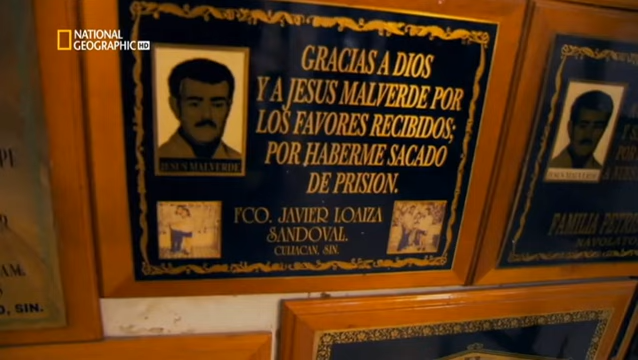 NATIONAL
GEOGRAPHIC HD
GRACIAS A DIOS
Y A JESUS MALVERDE POR
LOS FAVORES RECIBIDOS;
POR HABERME SACADO
DE PRISION.
JESUS MALVERDE
FCO. JAVIER LOAIZA
SANDOVAL.
CULIACAN, SIN.
JESUS MALVERDE
FAMILIA
NAVOLATO
SIN.